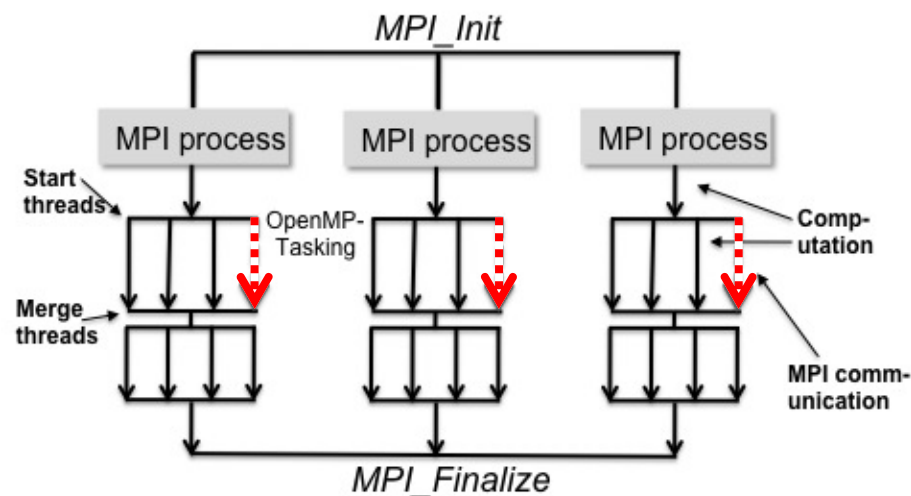 MPI_Init
MPI process
MPI process
MPI process
Start
threads
OpenMP-
Tasking
Comp-
utation
Merge
threads
MPI comm-
unication
MPI_Finalize